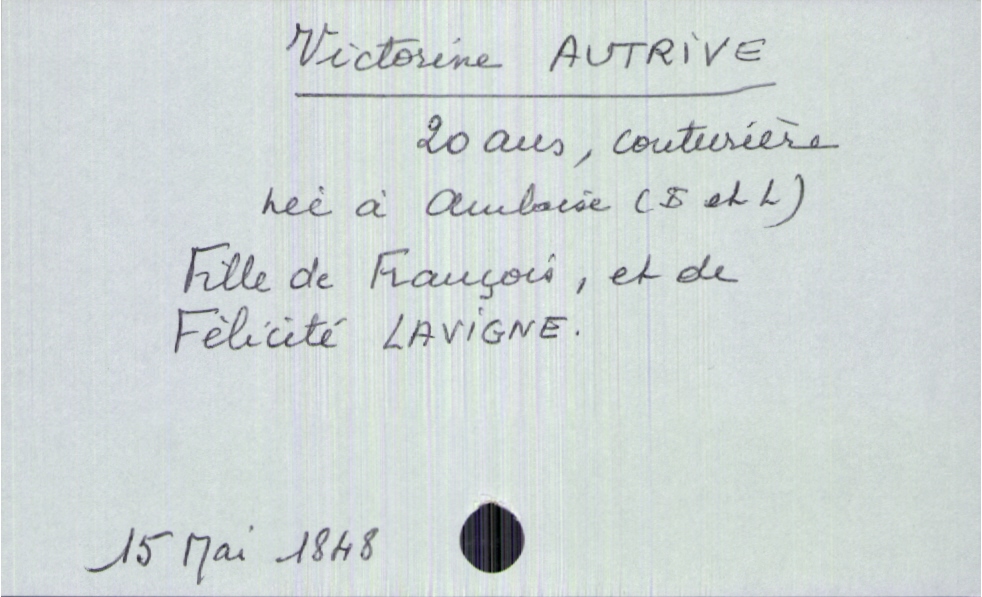 Victorine AUTRIVE
20 ans, couturière
née à Amboise (I et L)
Fille de François, et de
Félicité LAVIGNE.
15 Mai 1848